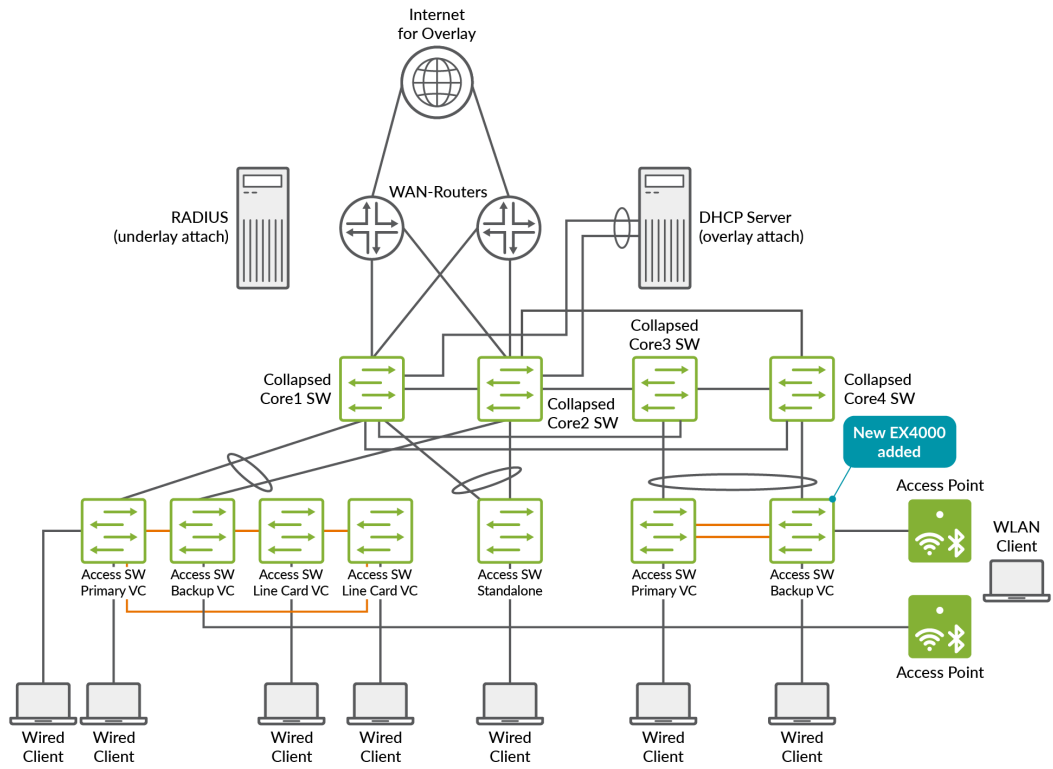 Internet
for Overlay
WAN-Routers
RADIUS
(underlay attach)
DHCP Server
(overlay attach)
Collapsed
Core1 SW
Collapsed
Core2 SW
Collapsed
Core3 SW
Collapsed
Core4 SW
New EX4000
added
Access Point
WLAN
Client
Access SW
Primary VC
Access SW
Backup VC
Access SW
Line Card VC
Access SW
Line Card VC
Access SW
Standalone
Access SW
Primary VC
Access SW
Backup VC
Access Point
Wired
Client
Wired
Client
Wired
Client
Wired
Client
Wired
Client
Wired
Client
Wired
Client